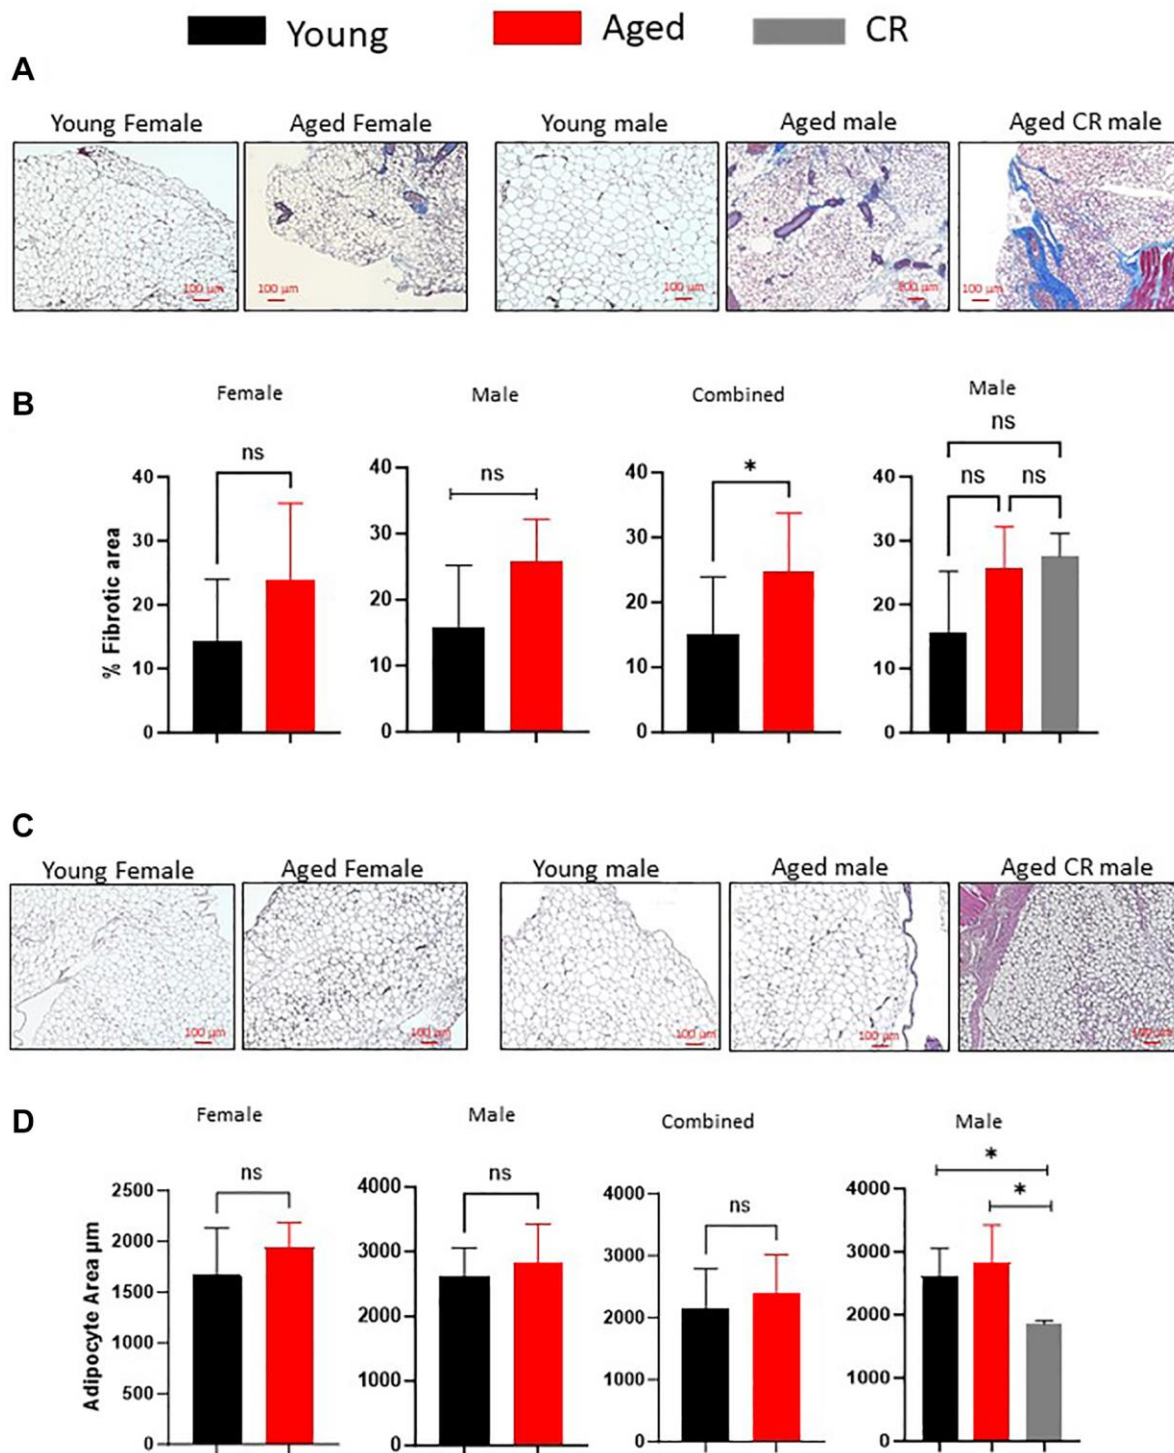 Young Aged CR
A
Young Female Aged Female Young male Aged male Aged CR male
100 µm 100 µm 100 µm 100 µm
B
Female Male Combined Male
ns ns * ns ns ns
% Fibrotic area
40 30 20 10 0
40 30 20 10 0
40 30 20 10 0
40 30 20 10 0
C
Young Female Aged Female Young male Aged male Aged CR male
100 µm 100 µm 100 µm 100 µm 100 µm
D
Female Male Combined Male
ns ns ns * *
Adipocyte Area µm
2500 2000 1500 1000 500 0
4000 3000 2000 1000 0
4000 3000 2000 1000 0
4000 3000 2000 1000 0